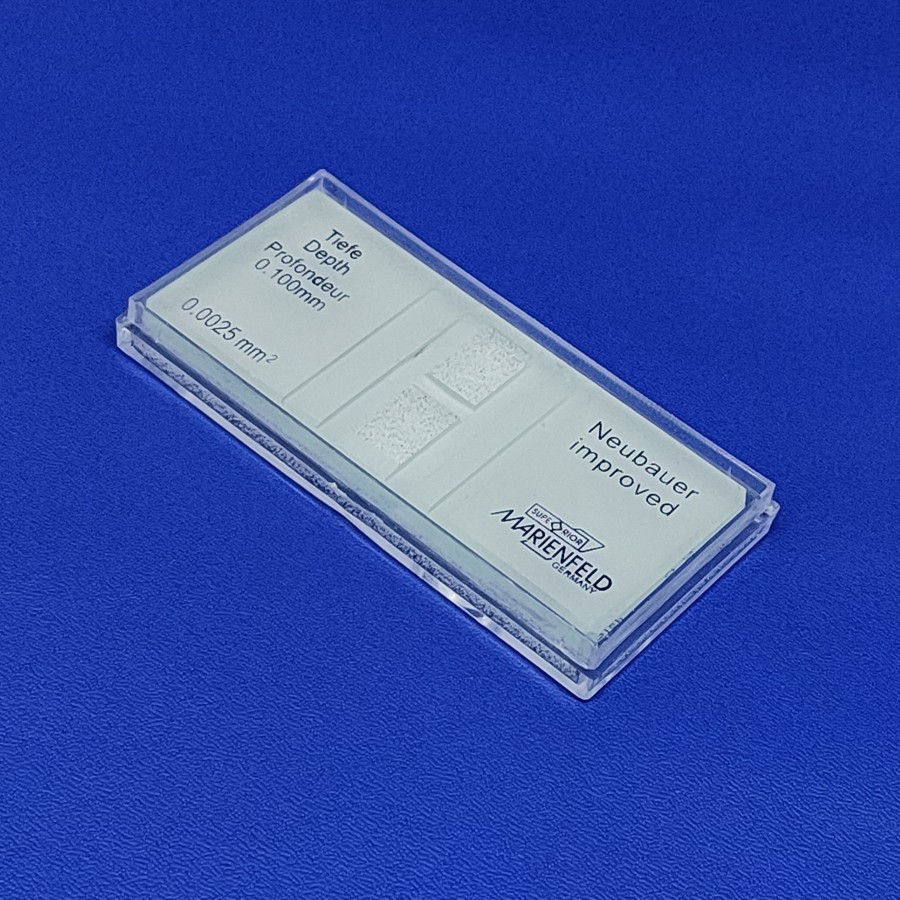 Tiefe
Depth
Profondeur
0.100mm
0.0025 mm²
Neubauer
improved
SUPERIOR
MARIENFELD
GERMANY